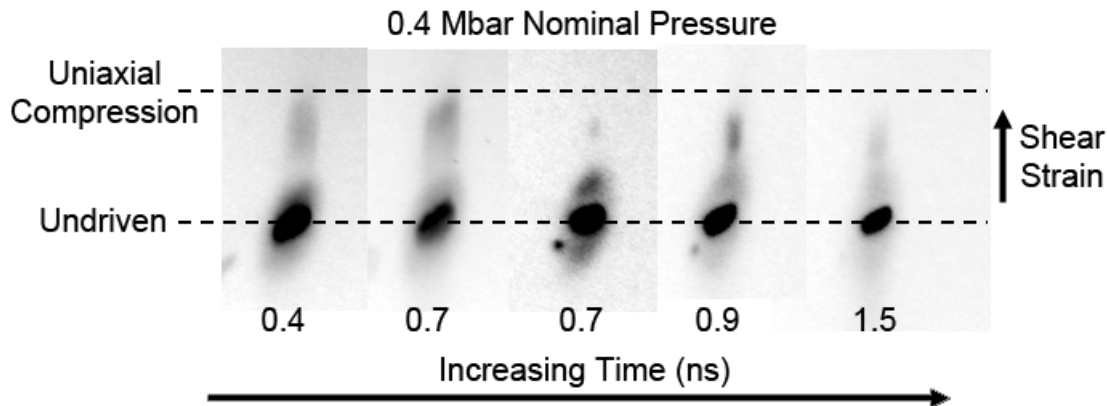 0.4 Mbar Nominal Pressure
Uniaxial
Compression
Shear
Strain
Undriven
0.4 0.7 0.7 0.9 1.5
Increasing Time (ns)